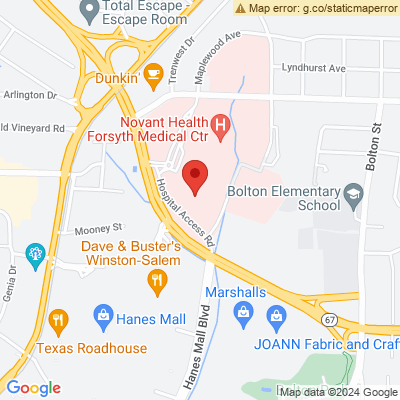 Map error: g.co/staticmaperror
Total Escape -
Escape Room
Trenwest Dr
Maplewood Ave
Lyndhurst Ave
Dunkin'
Arlington Dr
ld Vineyard Rd
Novant Health
Forsyth Medical Ctr
H
Bolton St
Bolton Elementary
School
Hospital Access Rd
Mooney St
Dave & Buster's
Winston-Salem
Genia Dr
Marshalls
Hanes Mall
67
Hanes Mall Blvd
Texas Roadhouse
JOANN Fabric and Craf
Google
Map data ©2024 Google